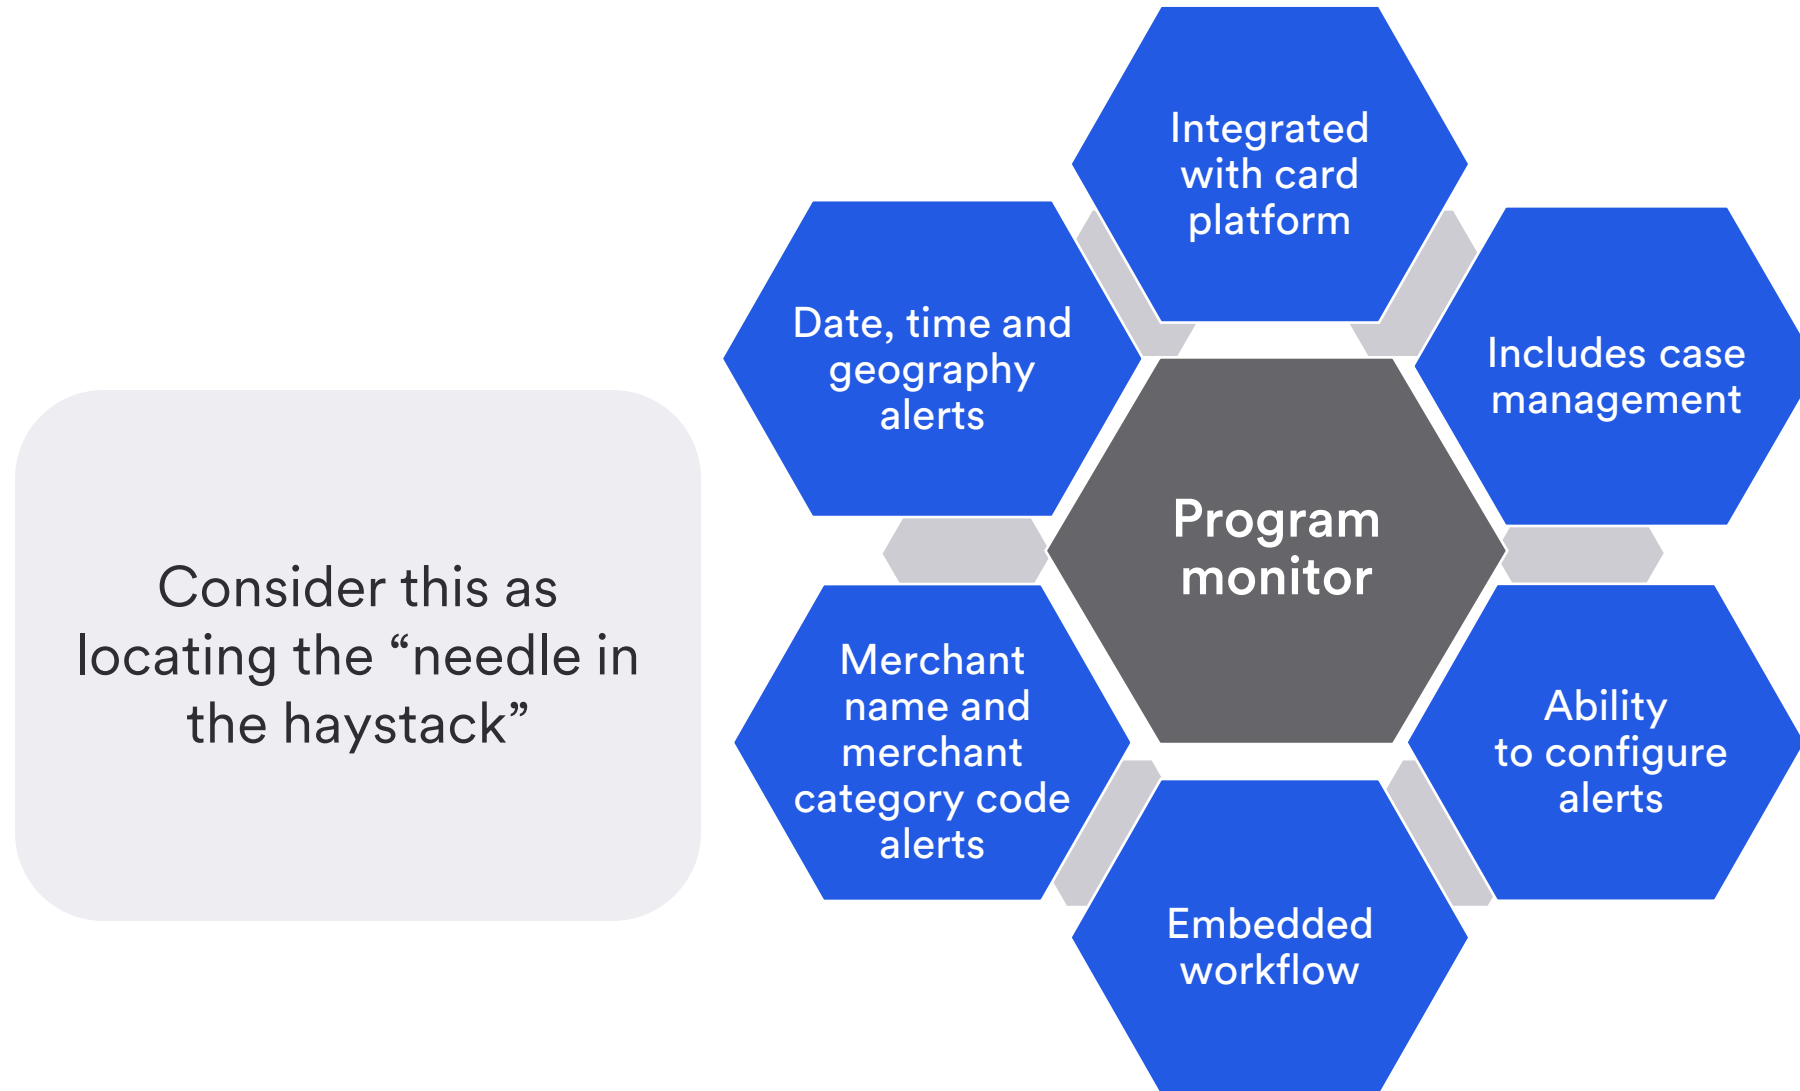 Consider this as
locating the “needle in
the haystack”
Integrated
with card
platform
Includes case
management
Ability
to configure
alerts
Embedded
workflow
Merchant
name and
merchant
category code
alerts
Date, time and
geography
alerts
Program
monitor